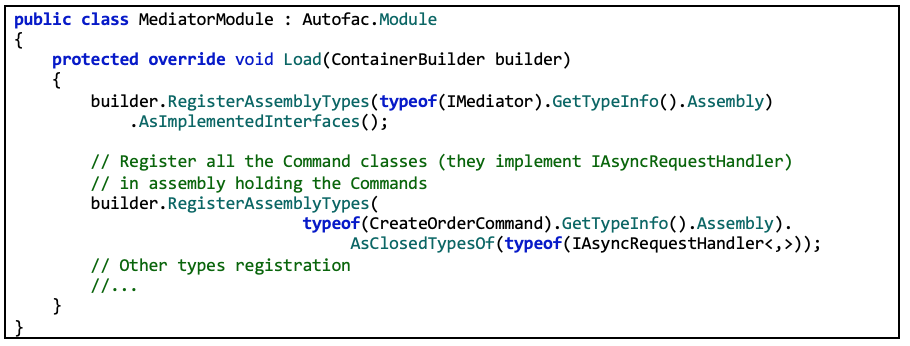 public class MediatorModule : Autofac.Module
{
    protected override void Load(ContainerBuilder builder)
    {
        builder.RegisterAssemblyTypes(typeof(IMediator).GetTypeInfo().Assembly)
            .AsImplementedInterfaces();

        // Register all the Command classes (they implement IAsyncRequestHandler)
        // in assembly holding the Commands
        builder.RegisterAssemblyTypes(
                              typeof(CreateOrderCommand).GetTypeInfo().Assembly).
                                   AsClosedTypesOf(typeof(IAsyncRequestHandler<,>));
        // Other types registration
        //...
    }
}